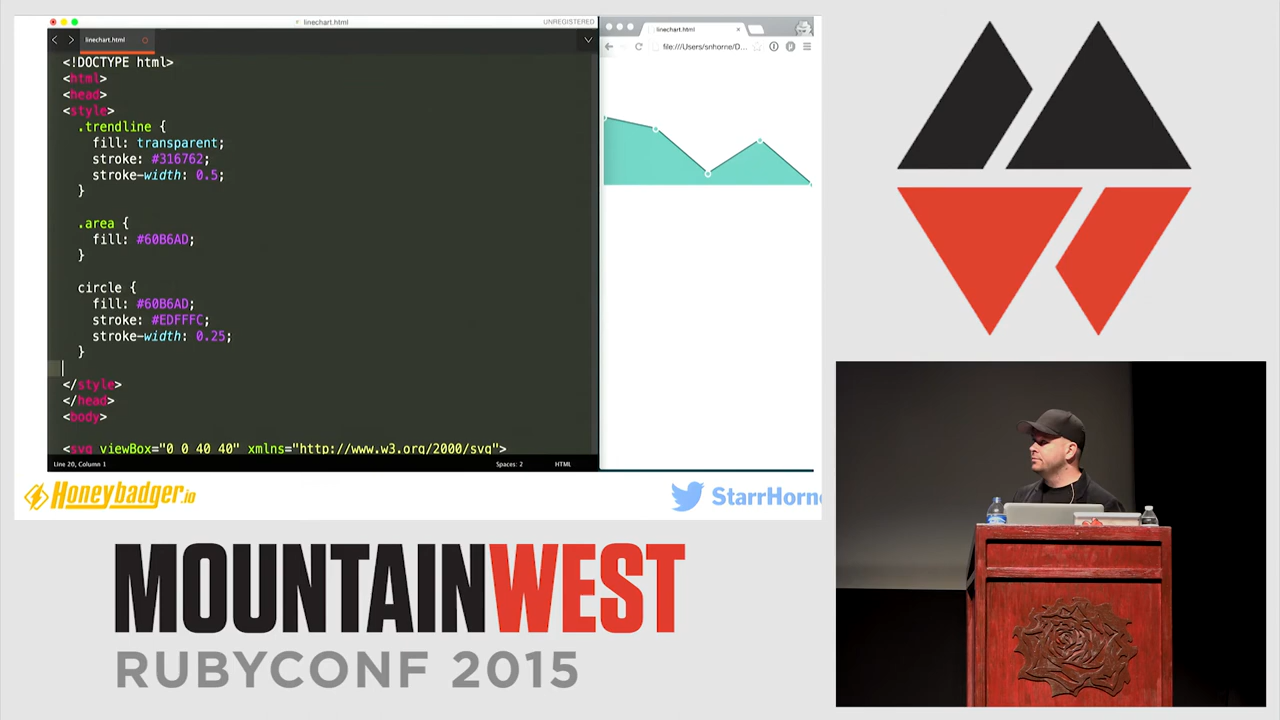 linechart.html
UNREGISTERED
linechart.html
<!DOCTYPE html>
<html>
<head>
<style>
.trendline {
fill: transparent;
stroke: #316762;
stroke-width: 0.5;
}
.area {
fill: #60B6AD;
}
circle {
fill: #60B6AD;
stroke: #EDFFFC;
stroke-width: 0.25;
}
</style>
</head>
<body>
<svg viewBox="0 0 40 40" xmlns="http://www.w3.org/2000/svg">
Line 20, Column 1
Spaces: 2
HTML
linechart.html
file:///Users/snhorne/D...
Honeybadger.io
StarrHorne
MOUNTAINWEST
RUBYCONF 2015